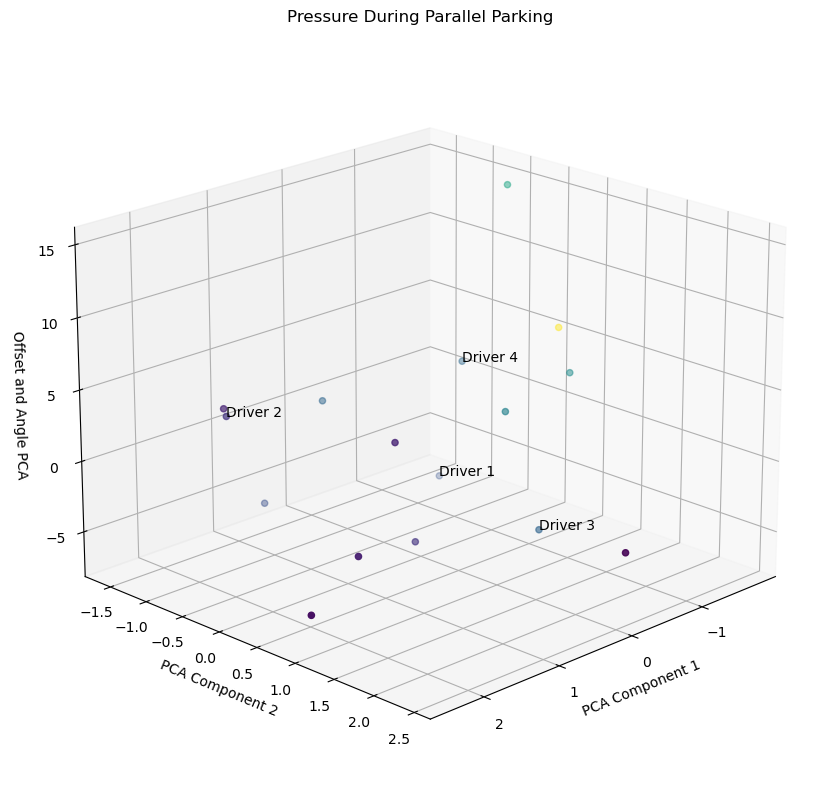 Pressure During Parallel Parking
15
10
5
0
−5
Offset and Angle PCA
Driver 4
Driver 2
Driver 1
Driver 3
−1.5
−1.0
−0.5
0.0
0.5
1.0
1.5
2.0
2.5
PCA Component 2
−1
0
1
2
PCA Component 1